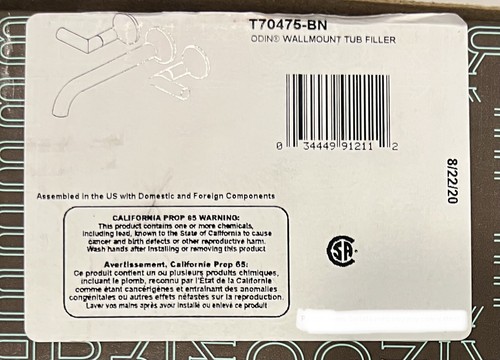 T70475-BN
ODIN® WALLMOUNT TUB FILLER
0 34449 91211 2
8/22/20
Assembled in the US with Domestic and Foreign Components
CALIFORNIA PROP 65 WARNING:
This product contains one or more chemicals,
including lead, known to the State of California to cause
cancer and birth defects or other reproductive harm.
Wash hands after installing or removing this product
Avertissement, Californie Prop 65:
Ce produit contient un ou plusieurs produits chimiques,
incluant le plomb, reconnu par l'État de la Californie
comme étant cancérigènes et entraînant des anomalies
congénitales ou autres effets néfastes sur la reproduction.
Laver vos mains après avoir installé ou enlevé ce produit
SA